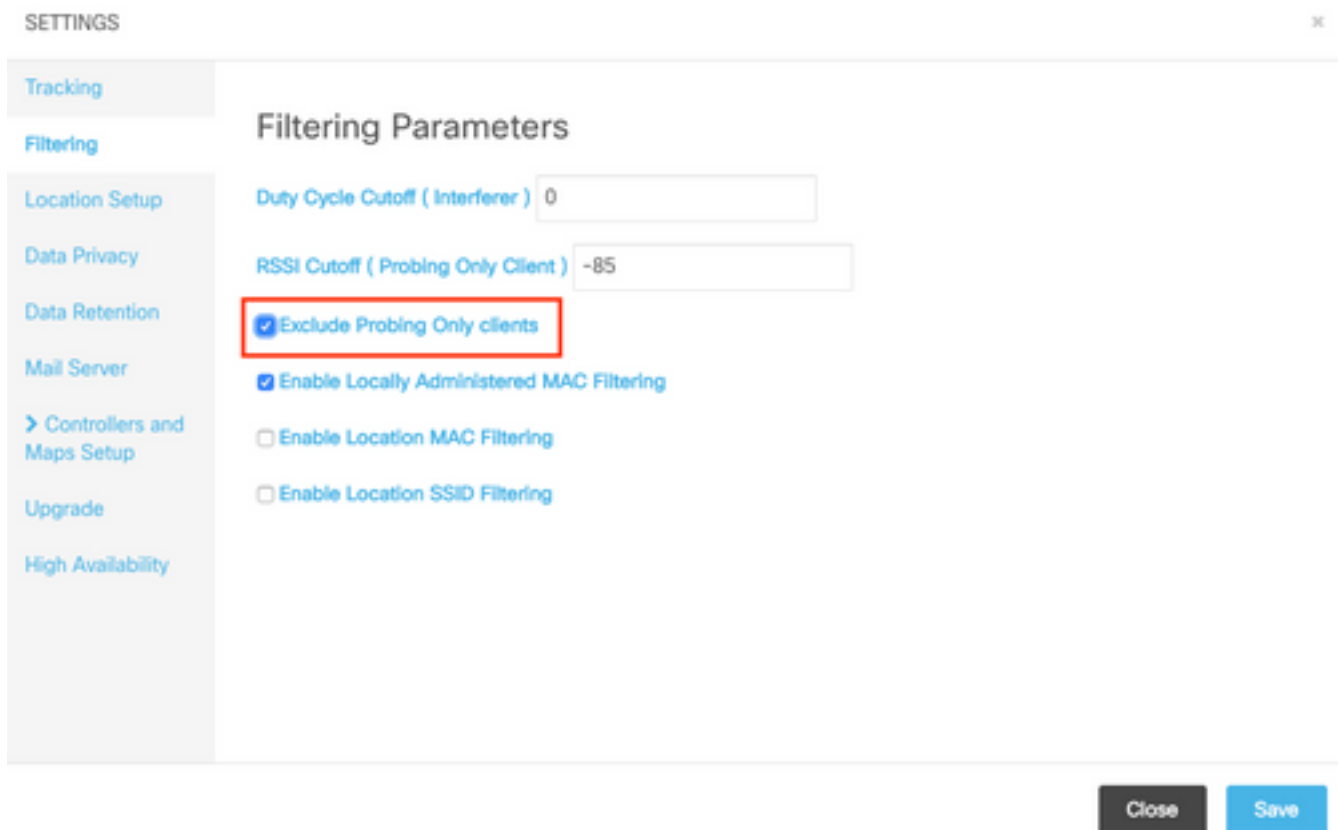 SETTINGS
Tracking
Filtering
Location Setup
Data Privacy
Data Retention
Mail Server
Controllers and
Maps Setup
Upgrade
High Availability
Filtering Parameters
Duty Cycle Cutoff ( Interferer ) 0
RSSI Cutoff ( Probing Only Client ) -85
Exclude Probing Only clients
Enable Locally Administered MAC Filtering
Enable Location MAC Filtering
Enable Location SSID Filtering
Close Save